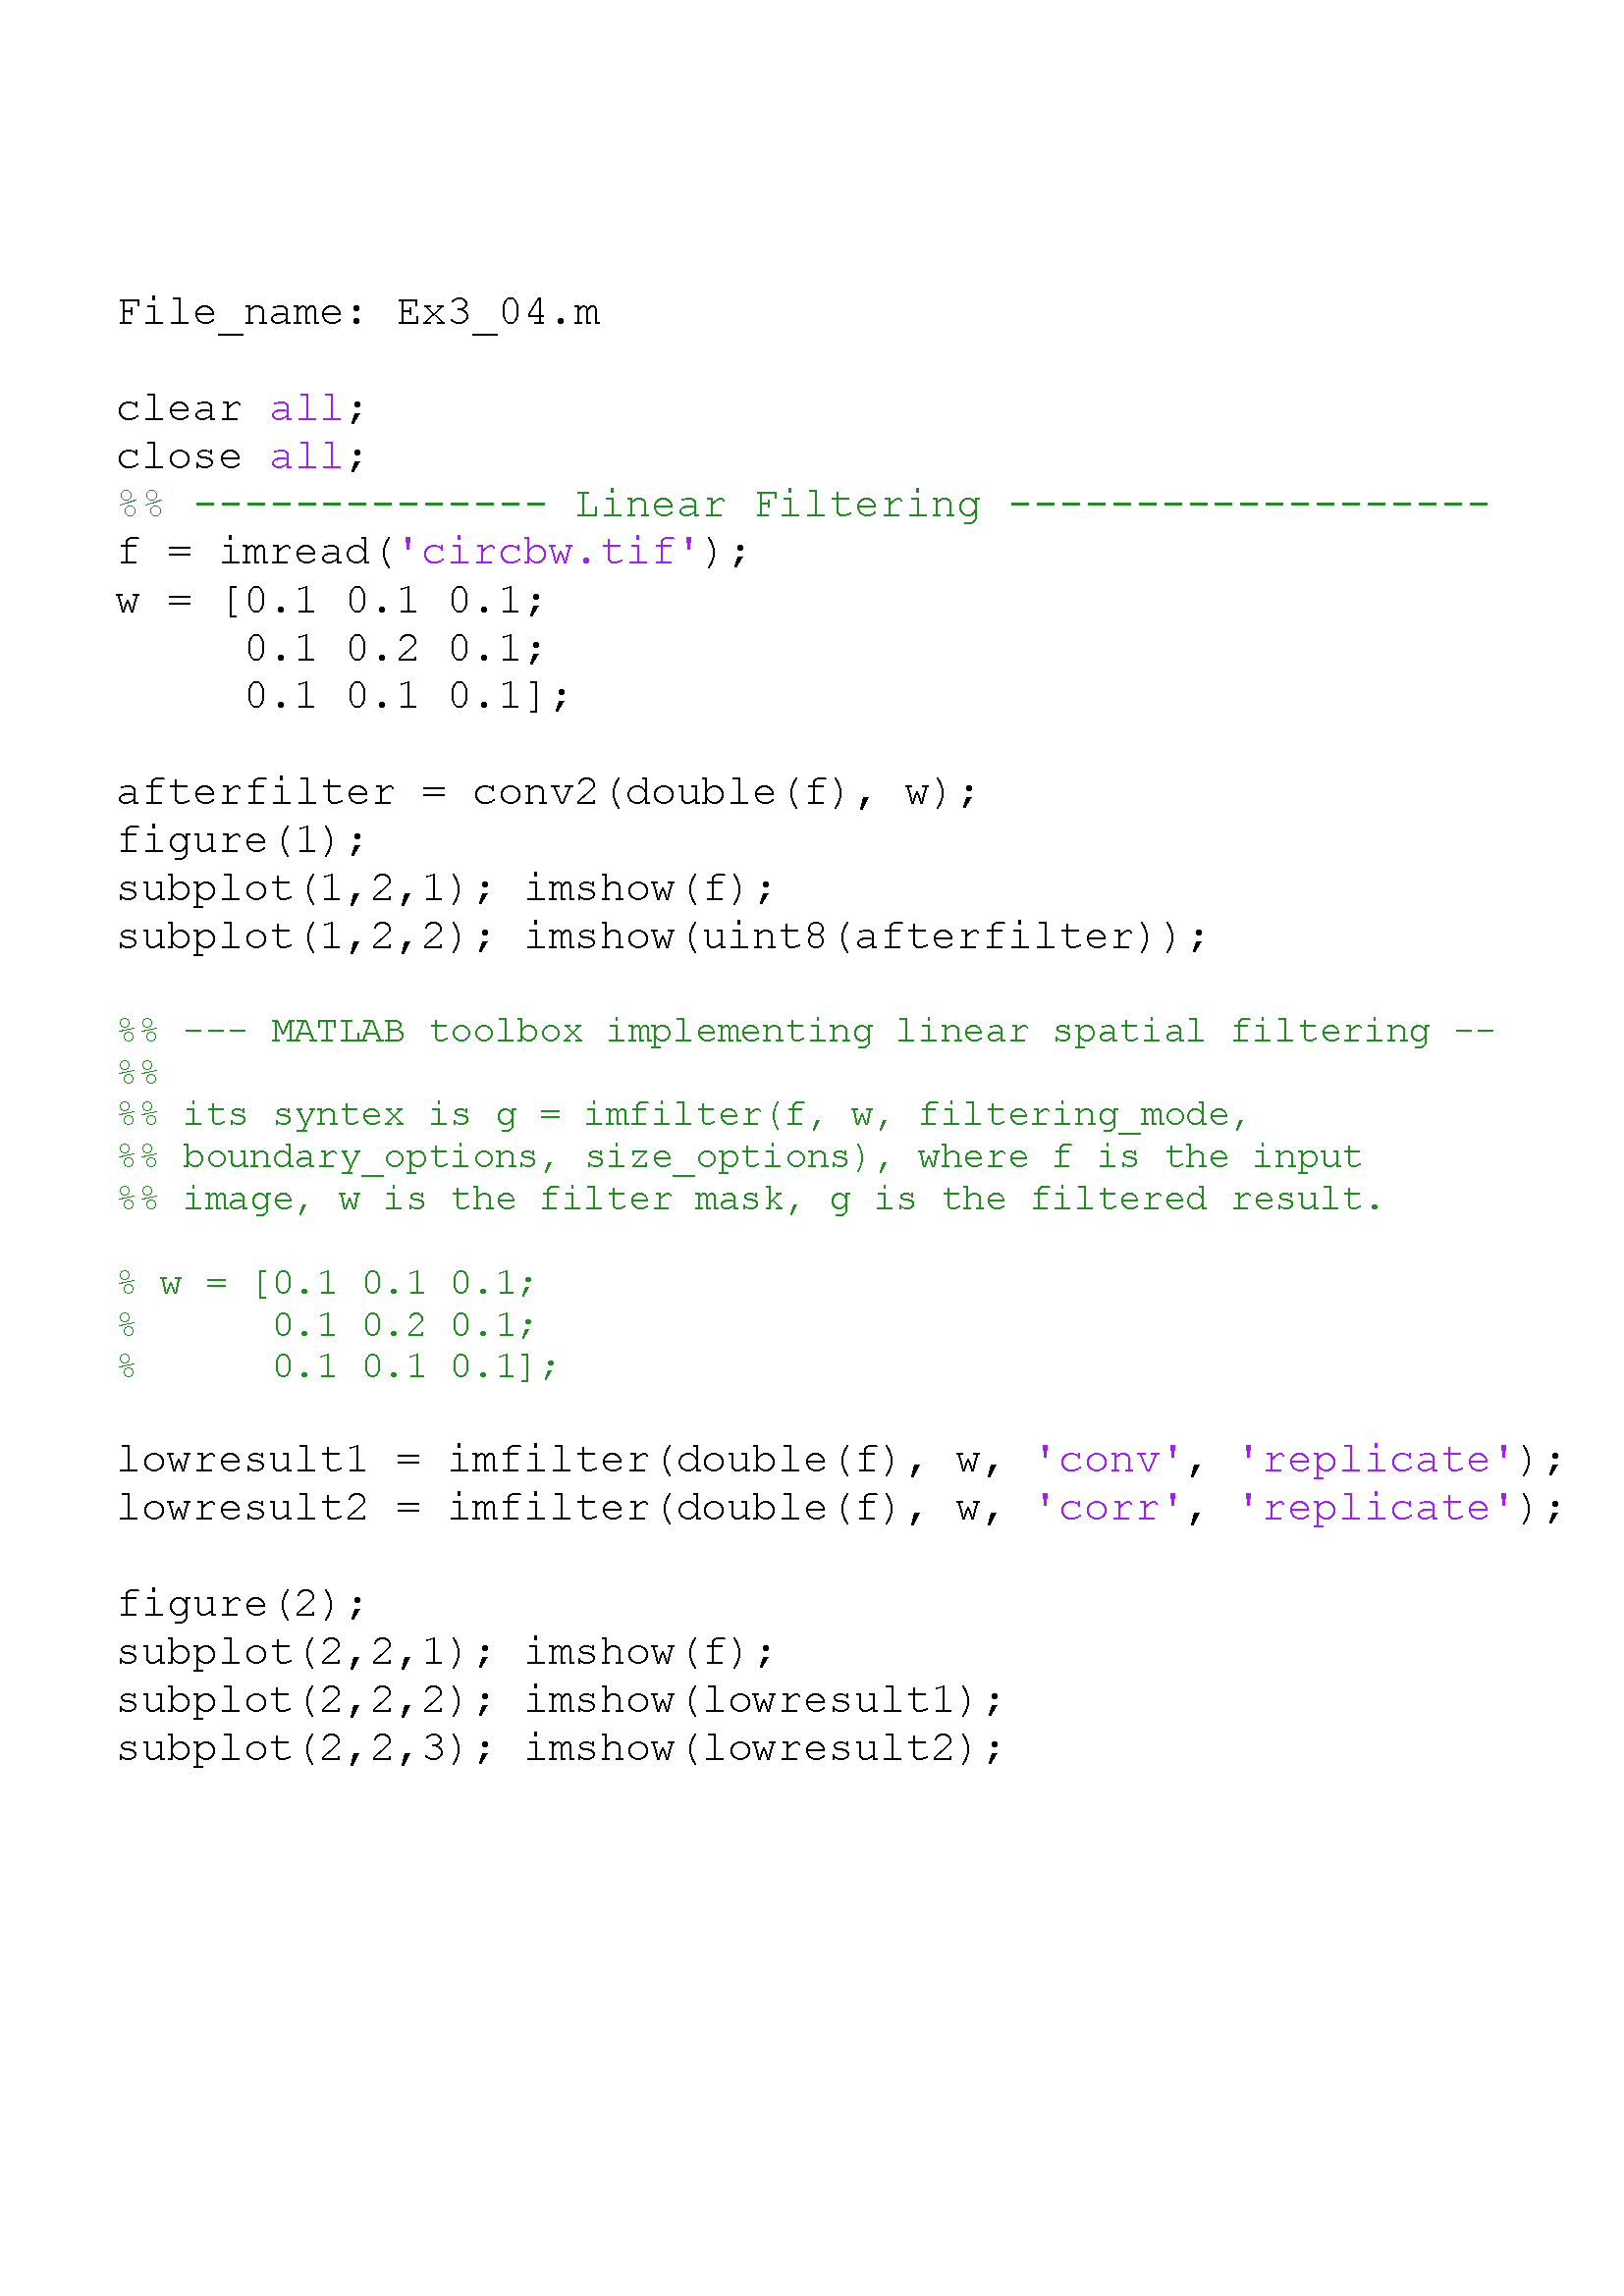 File_name: Ex3_04.m
clear all;
close all;
%% -------------- Linear Filtering -------------------
f = imread('circbw.tif');
w = [0.1 0.1 0.1;
     0.1 0.2 0.1;
     0.1 0.1 0.1];
afterfilter = conv2(double(f), w);
figure(1);
subplot(1,2,1); imshow(f);
subplot(1,2,2); imshow(uint8(afterfilter));
%% --- MATLAB toolbox implementing linear spatial filtering --
%%
%% its syntex is g = imfilter(f, w, filtering_mode,
%% boundary_options, size_options), where f is the input
%% image, w is the filter mask, g is the filtered result.
% w = [0.1 0.1 0.1;
%      0.1 0.2 0.1;
%      0.1 0.1 0.1];
lowresult1 = imfilter(double(f), w, 'conv', 'replicate');
lowresult2 = imfilter(double(f), w, 'corr', 'replicate');
figure(2);
subplot(2,2,1); imshow(f);
subplot(2,2,2); imshow(lowresult1);
subplot(2,2,3); imshow(lowresult2);